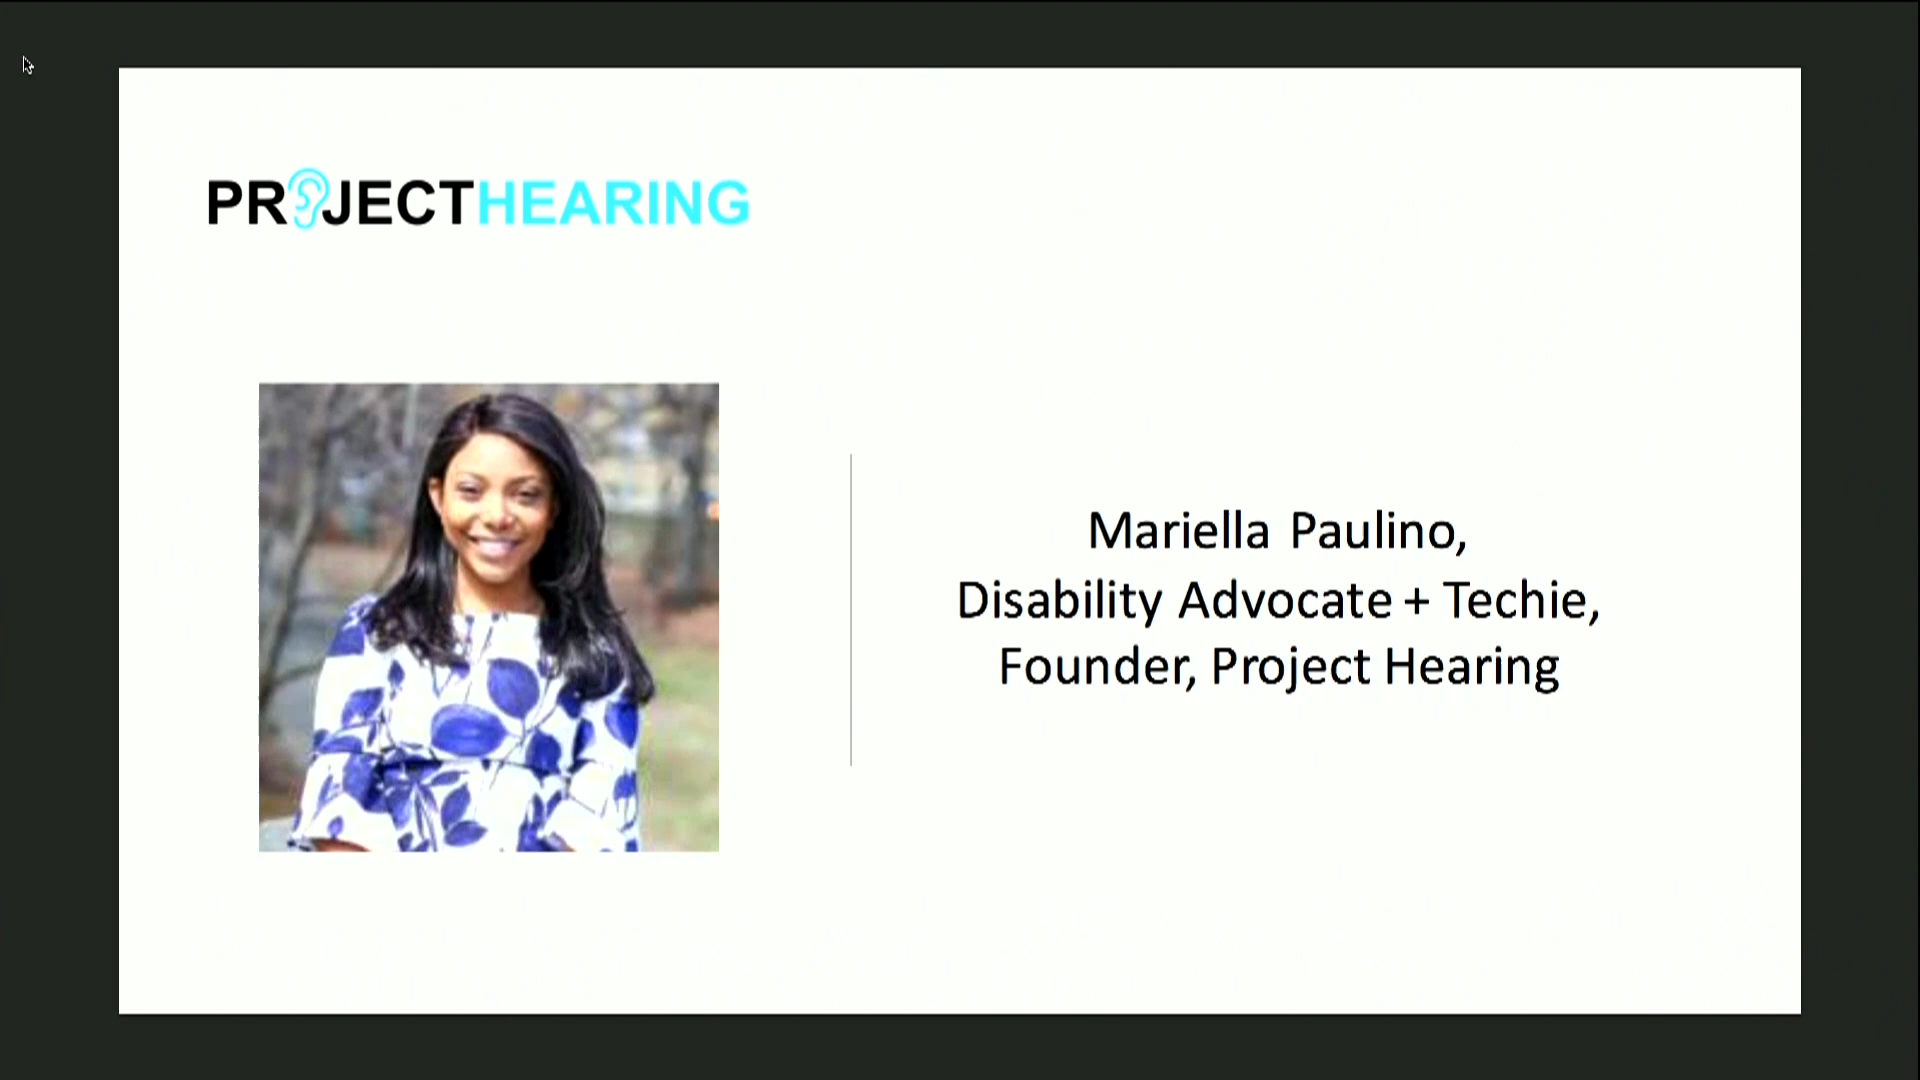 PROJECTHEARING
Mariella Paulino,
Disability Advocate + Techie,
Founder, Project Hearing